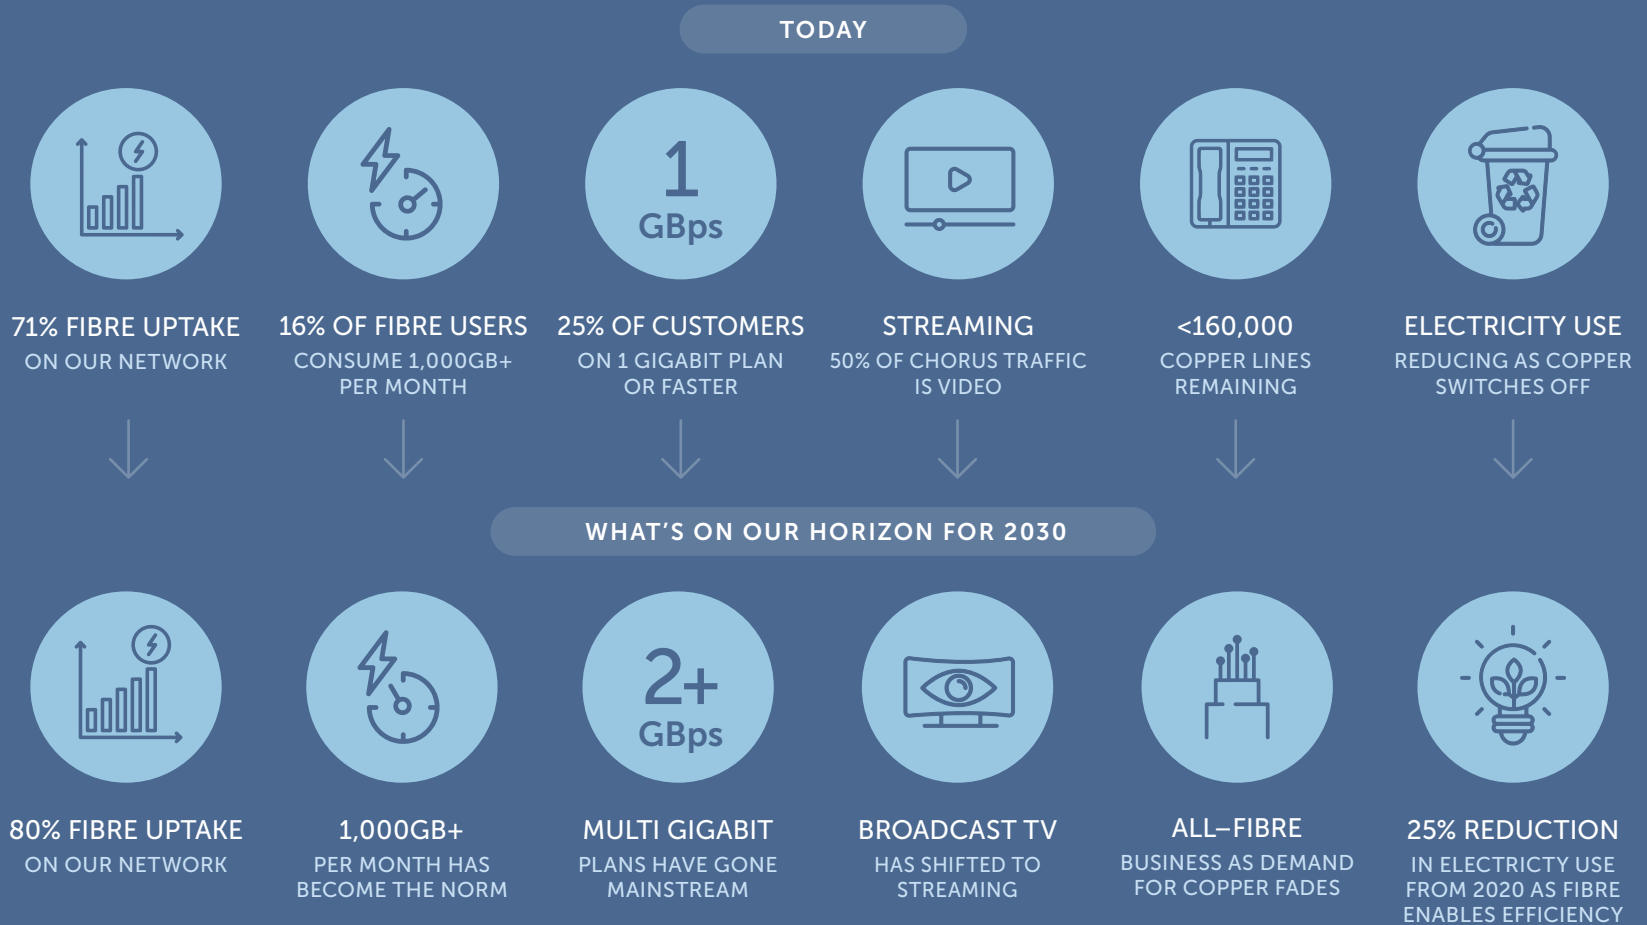 TODAY
1
GBps
71% FIBRE UPTAKE
ON OUR NETWORK
16% OF FIBRE USERS
CONSUME 1,000GB+
PER MONTH
25% OF CUSTOMERS
ON 1 GIGABIT PLAN
OR FASTER
STREAMING
50% OF CHORUS TRAFFIC
IS VIDEO
<160,000
COPPER LINES
REMAINING
ELECTRICITY USE
REDUCING AS COPPER
SWITCHES OFF
WHAT'S ON OUR HORIZON FOR 2030
2+
GBps
80% FIBRE UPTAKE
ON OUR NETWORK
1,000GB+
PER MONTH HAS
BECOME THE NORM
MULTI GIGABIT
PLANS HAVE GONE
MAINSTREAM
BROADCAST TV
HAS SHIFTED TO
STREAMING
ALL–FIBRE
BUSINESS AS DEMAND
FOR COPPER FADES
25% REDUCTION
IN ELECTRICTY USE
FROM 2020 AS FIBRE
ENABLES EFFICIENCY